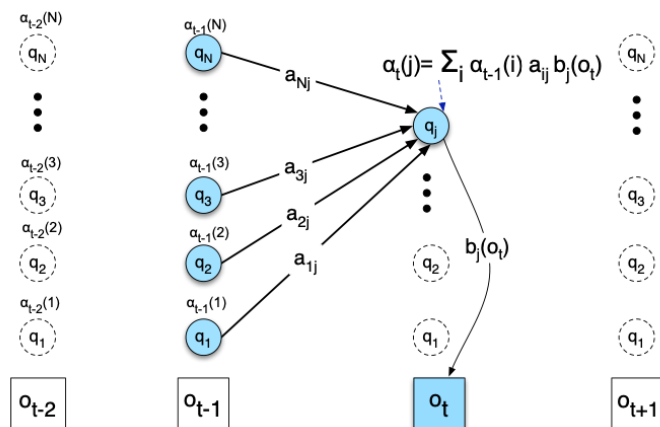 αt-2(N)
qN
αt-2(3)
q3
αt-2(2)
q2
αt-2(1)
q1
ot-2
αt-1(N)
qN
αt-1(3)
q3
αt-1(2)
q2
αt-1(1)
q1
ot-1
aNj
a3j
a2j
a1j
αt(j)= Σi αt-1(i) aij bj(ot)
qj
q2
q1
bj(ot)
ot
qN
q3
q2
q1
ot+1